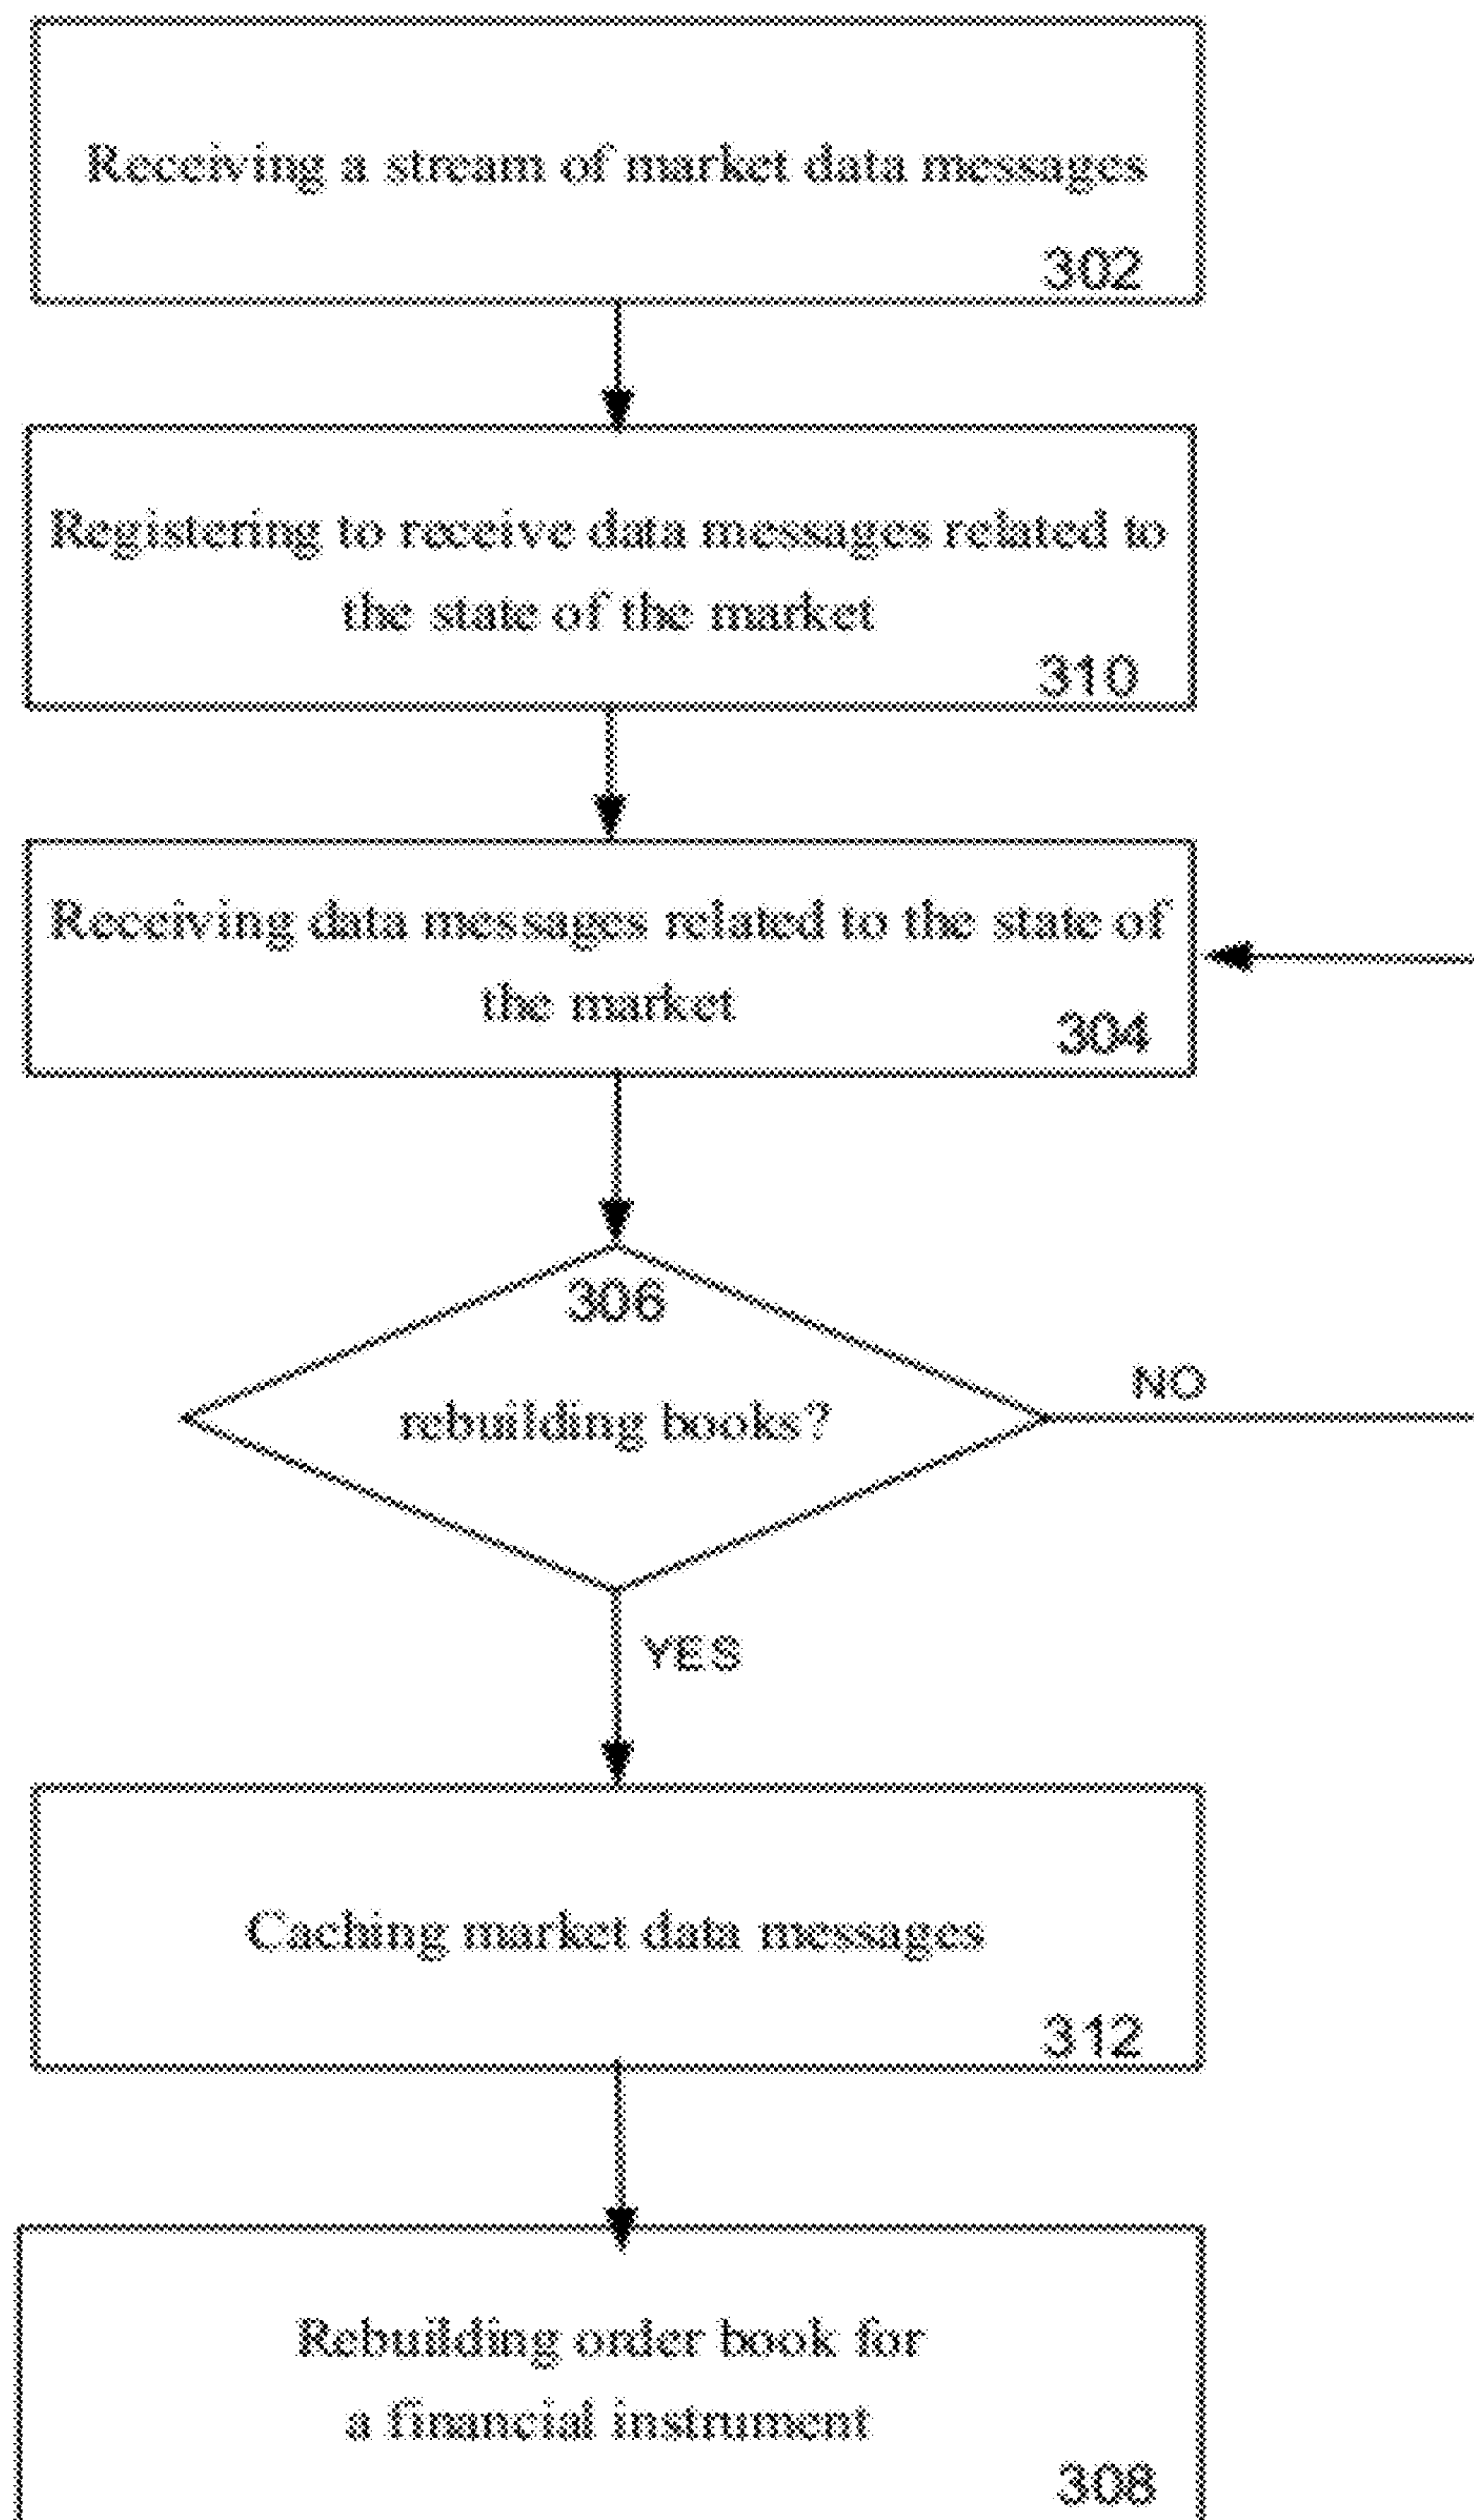 Receiving a stream of market data messages
302
Registering to receive data messages related to
the state of the market
310
Receiving data messages related to the state of
the market
304
306
rebuilding books?
NO
YES
Caching market data messages
312
Rebuilding order book for
a financial instrument
308